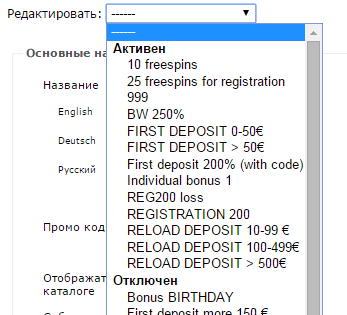 Редактировать: ------
------
Активен
10 freespins
25 freespins for registration
999
BW 250%
FIRST DEPOSIT 0-50€
FIRST DEPOSIT > 50€
First deposit 200% (with code)
Individual bonus 1
REG200 loss
REGISTRATION 200
RELOAD DEPOSIT 10-99 €
RELOAD DEPOSIT 100-499€
RELOAD DEPOSIT > 500€
Отключен
Bonus BIRTHDAY
First deposit more 150 €
Основные на
Название
English
Deutsch
Русский
Промо код
Отображат
каталоге